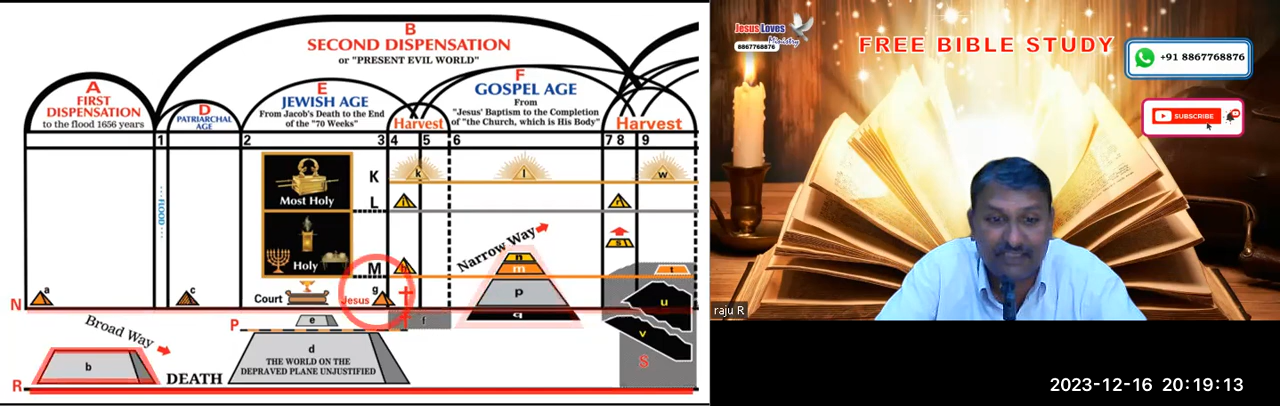 B
SECOND DISPENSATION
or "PRESENT EVIL WORLD"
A
FIRST
DISPENSATION
to the flood 1656 years
D
PATRIARCHAL
AGE
E
JEWISH AGE
From Jacob's Death to the End
of the "70 Weeks"
F
GOSPEL AGE
From
"Jesus' Baptism to the Completion
of "the Church, which is His Body"
Harvest
Harvest
1
2
3
4
5
6
7 8
9
FLOOD
K
L
M
N
P
R
Most Holy
Holy
Court
Jesus
g
a
c
k
l
w
i
r
s
h
n
m
p
q
t
u
v
S
f
e
d
THE WORLD ON THE
DEPRAVED PLANE UNJUSTIFIED
b
Broad Way
DEATH
Narrow Way
Jesus Loves
Ministry
8867768876
FREE BIBLE STUDY
+91 8867768876
SUBSCRIBE
raju R
2023-12-16 20:19:13